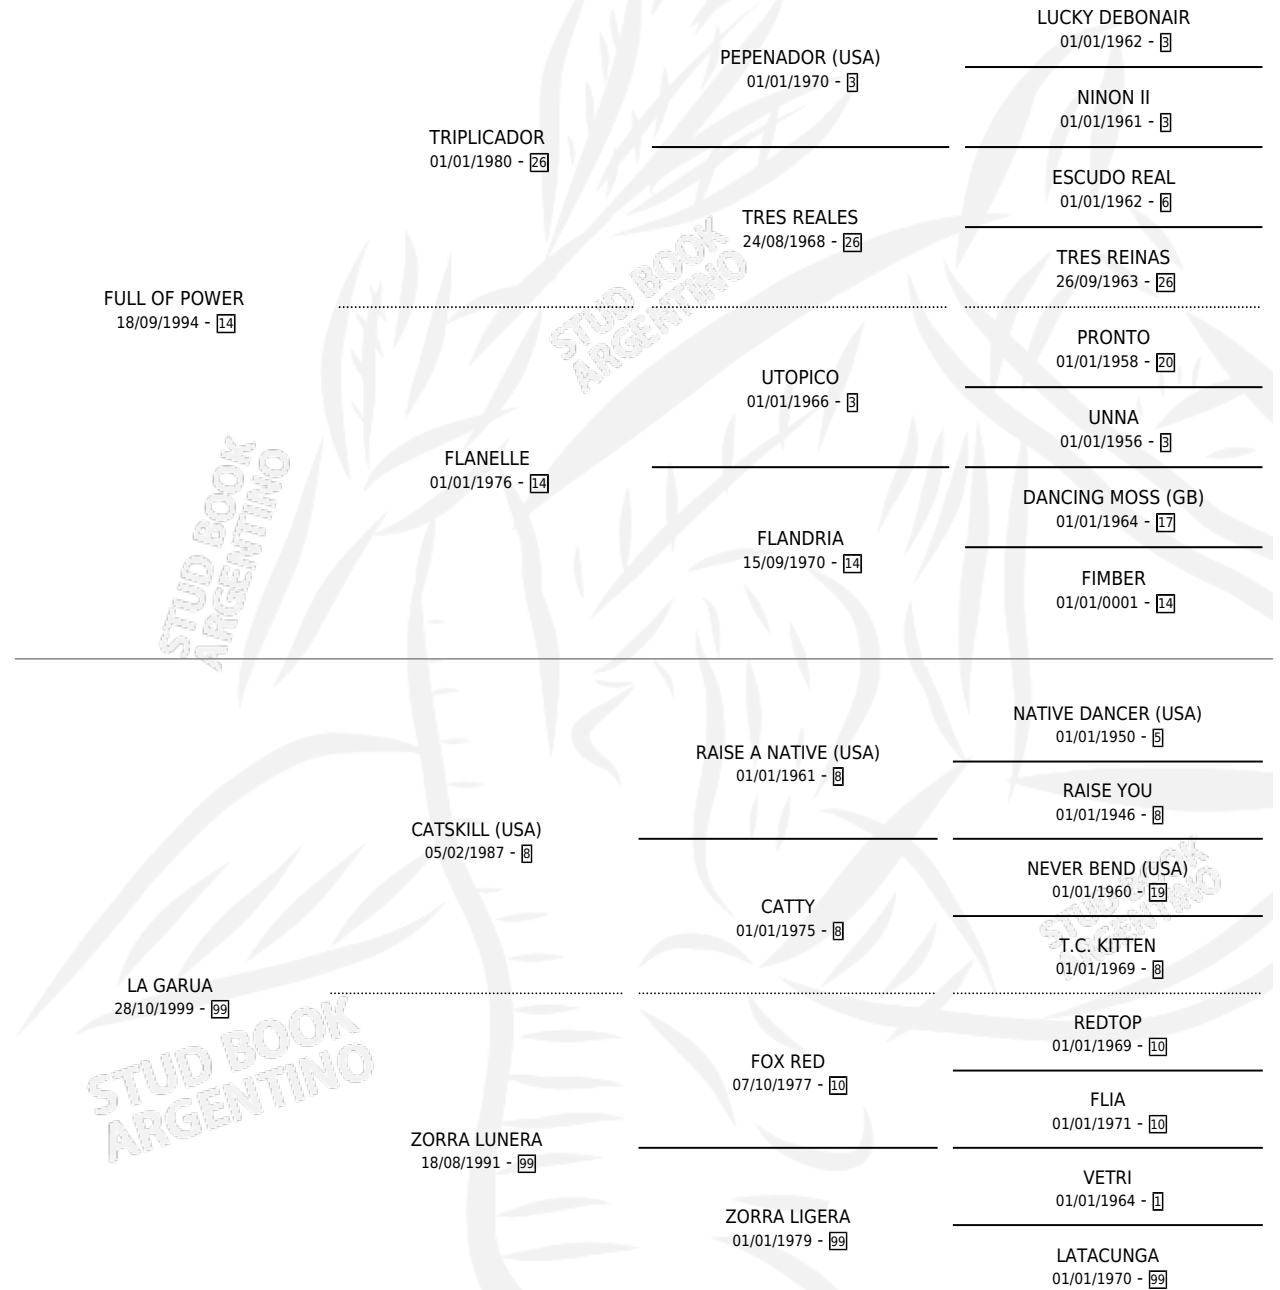 LUCKY DEBONAIR
01/01/1962 - 3
PEPENADOR (USA)
01/01/1970 - 3
NINON II
01/01/1961 - 3
TRIPLICADOR
01/01/1980 - 26
ESCUDO REAL
01/01/1962 - 6
TRES REALES
24/08/1968 - 26
TRES REINAS
26/09/1963 - 26
FULL OF POWER
18/09/1994 - 14
PRONTO
01/01/1958 - 20
UTOPICO
01/01/1966 - 3
UNNA
01/01/1956 - 3
FLANELLE
01/01/1976 - 14
DANCING MOSS (GB)
01/01/1964 - 17
FLANDRIA
15/09/1970 - 14
FIMBER
01/01/0001 - 14
STUD BOOK
ARGENTINO
STUD BOOK
ARGENTINO
NATIVE DANCER (USA)
01/01/1950 - 5
RAISE A NATIVE (USA)
01/01/1961 - 8
RAISE YOU
01/01/1946 - 8
CATSKILL (USA)
05/02/1987 - 8
NEVER BEND (USA)
01/01/1960 - 19
CATTY
01/01/1975 - 8
T.C. KITTEN
01/01/1969 - 8
STUD BOOK
ARGENTINO
LA GARUA
28/10/1999 - 99
REDTOP
01/01/1969 - 10
FOX RED
07/10/1977 - 10
FLIA
01/01/1971 - 10
ZORRA LUNERA
18/08/1991 - 99
VETRI
01/01/1964 - 1
ZORRA LIGERA
01/01/1979 - 99
LATACUNGA
01/01/1970 - 99
STUD BOOK
ARGENTINO